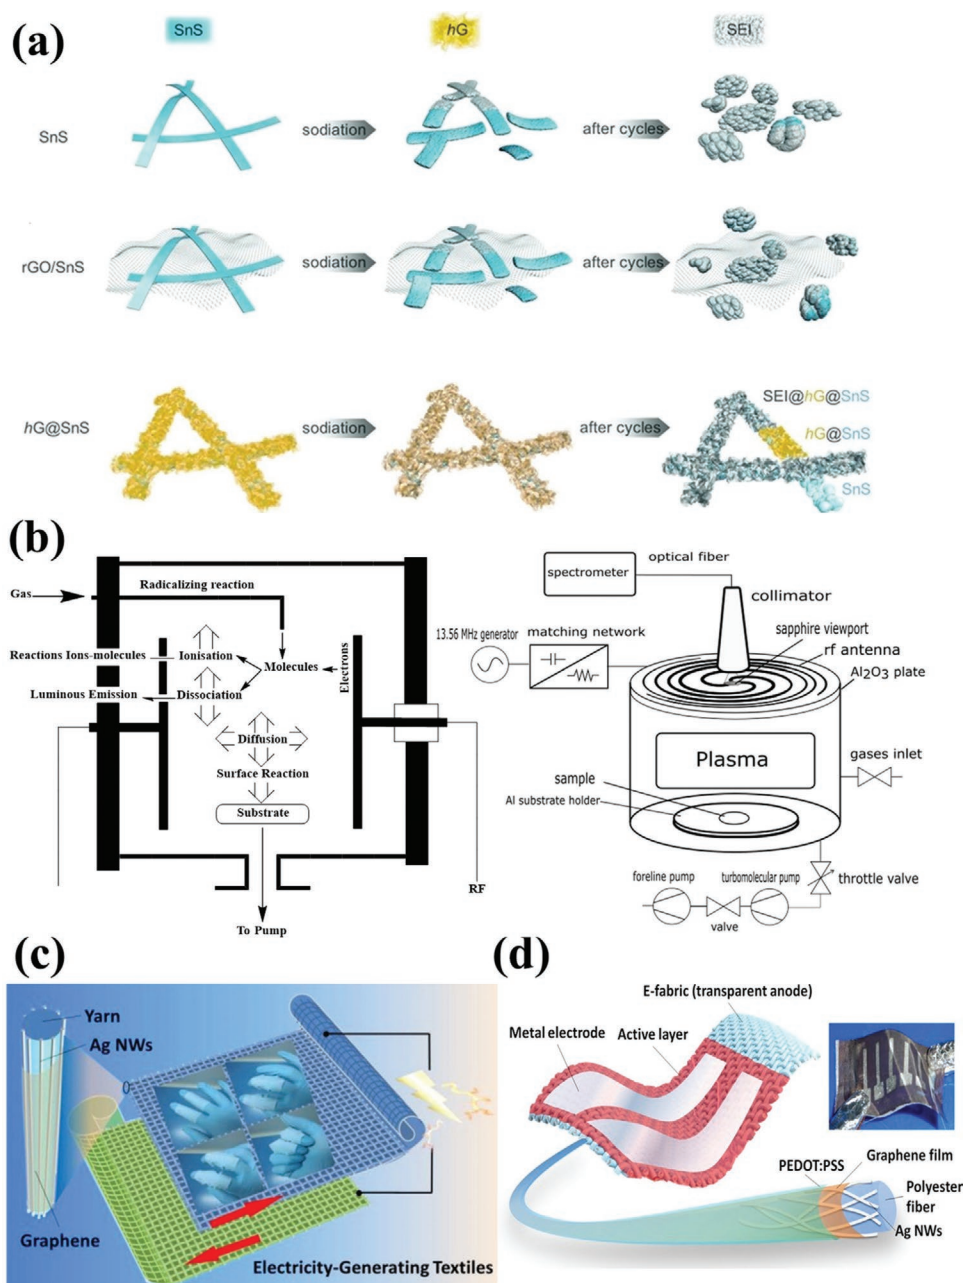 (a)
SnS
hG
SEI
SnS
sodiation
after cycles
rGO/SnS
sodiation
after cycles
hG@SnS
sodiation
after cycles
SEI@hG@SnS
hG@SnS
SnS
(b)
Gas
Radicalizing reaction
Reactions Ions-molecules
Ionisation
Molecules
Electrons
Luminous Emission
Dissociation
Diffusion
Surface Reaction
Substrate
RF
To Pump
optical fiber
spectrometer
collimator
13.56 MHz generator
matching network
sapphire viewport
rf antenna
Al2O3 plate
Plasma
gases inlet
sample
Al substrate holder
foreline pump
turbomolecular pump
throttle valve
valve
(c)
Yarn
Ag NWs
Graphene
Electricity-Generating Textiles
(d)
E-fabric (transparent anode)
Metal electrode
Active layer
PEDOT:PSS
Graphene film
Polyester
fiber
Ag NWs